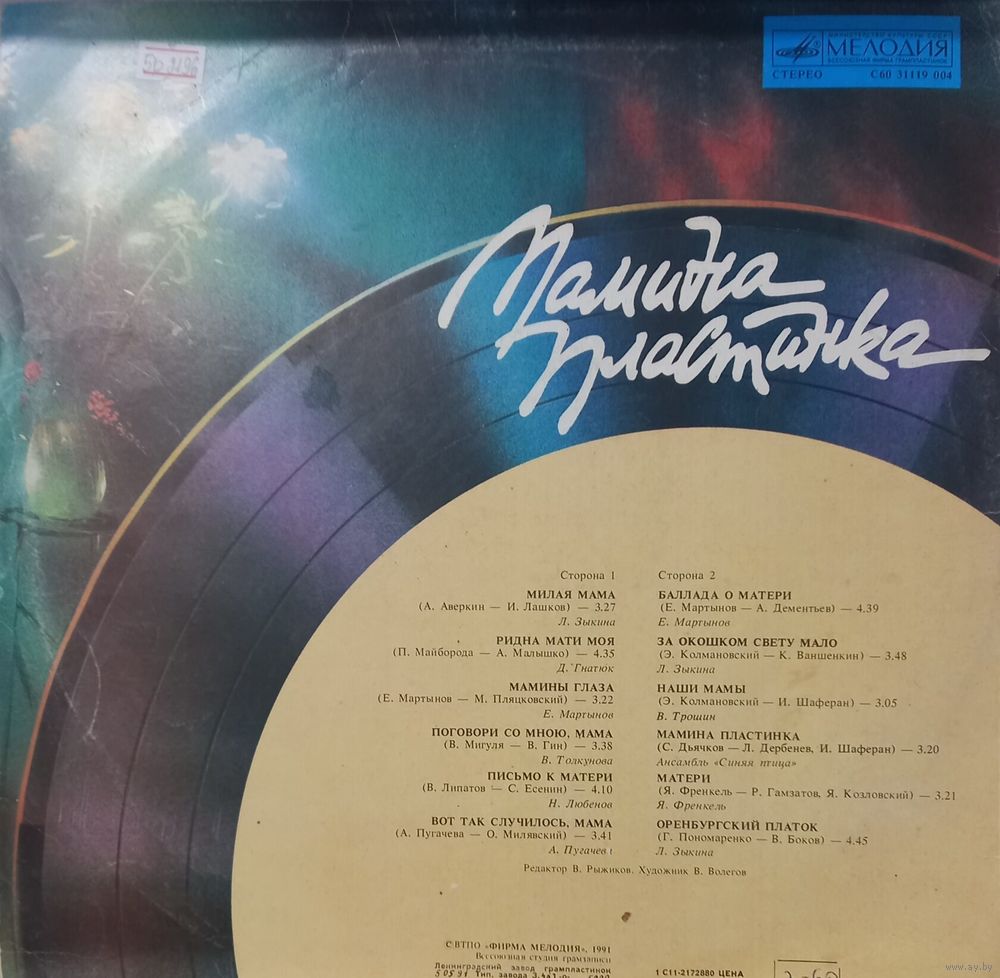 МИНИСТЕРСТВО КУЛЬТУРЫ СССР
МЕЛОДИЯ
ВСЕСОЮЗНАЯ ФИРМА ГРАМПЛАСТИНОК
СТЕРЕО С60 31119 004
Мамина
пластинка
Сторона 1
МИЛАЯ МАМА
(А. Аверкин — И. Лашков) — 3.27
Л. Зыкина
РИДНА МАТИ МОЯ
(П. Майборода — А. Малышко) — 4.35
Д. Гнатюк
МАМИНЫ ГЛАЗА
(Е. Мартынов — М. Пляцковский) — 3.22
Е. Мартынов
ПОГОВОРИ СО МНОЮ, МАМА
(В. Мигуля — В. Гин) — 3.38
В. Толкунова
ПИСЬМО К МАТЕРИ
(В. Липатов — С. Есенин) — 4.10
Н. Любенов
ВОТ ТАК СЛУЧИЛОСЬ, МАМА
(А. Пугачева — О. Милявский) — 3.41
А. Пугачева
Сторона 2
БАЛЛАДА О МАТЕРИ
(Е. Мартынов — А. Дементьев) — 4.39
Е. Мартынов
ЗА ОКОШКОМ СВЕТУ МАЛО
(Э. Колмановский — К. Ваншенкин) — 3.48
Л. Зыкина
НАШИ МАМЫ
(Э. Колмановский — И. Шаферан) — 3.05
В. Трошин
МАМИНА ПЛАСТИНКА
(С. Дьячков — Л. Дербенев, И. Шаферан) — 3.20
Ансамбль «Синяя птица»
МАТЕРИ
(Я. Френкель — Р. Гамзатов, Я. Козловский) — 3.21
Я. Френкель
ОРЕНБУРГСКИЙ ПЛАТОК
(Г. Пономаренко — В. Боков) — 4.45
Л. Зыкина
Редактор В. Рыжиков. Художник В. Волегов
© ВТПО «ФИРМА МЕЛОДИЯ», 1991
Всесоюзная студия грамзаписи
Ленинградский завод грампластинок
Тип. завода
1 С11-2172880 ЦЕНА
www.ay.by